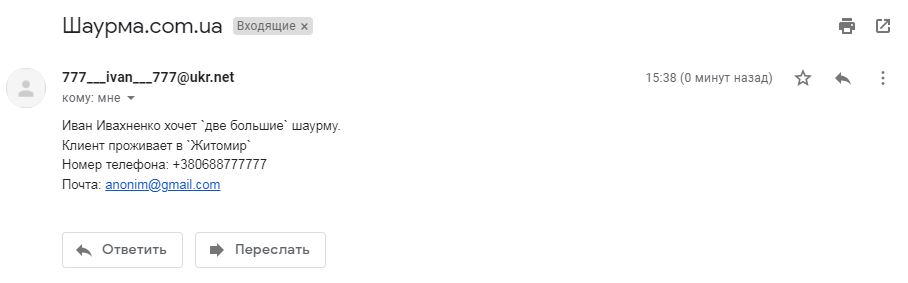 Шаурма.com.ua Входящие ×
777___ivan___777@ukr.net 15:38 (0 минут назад)
кому: мне
Иван Ивахненко хочет `две большие` шаурму.
Клиент проживает в `Житомир`
Номер телефона: +380688777777
Почта: anonim@gmail.com
Ответить Переслать